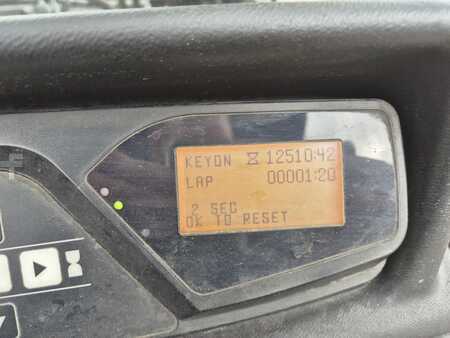 KEYON 12510:42
LAP 00001:20
2 SEC
OK TO RESET